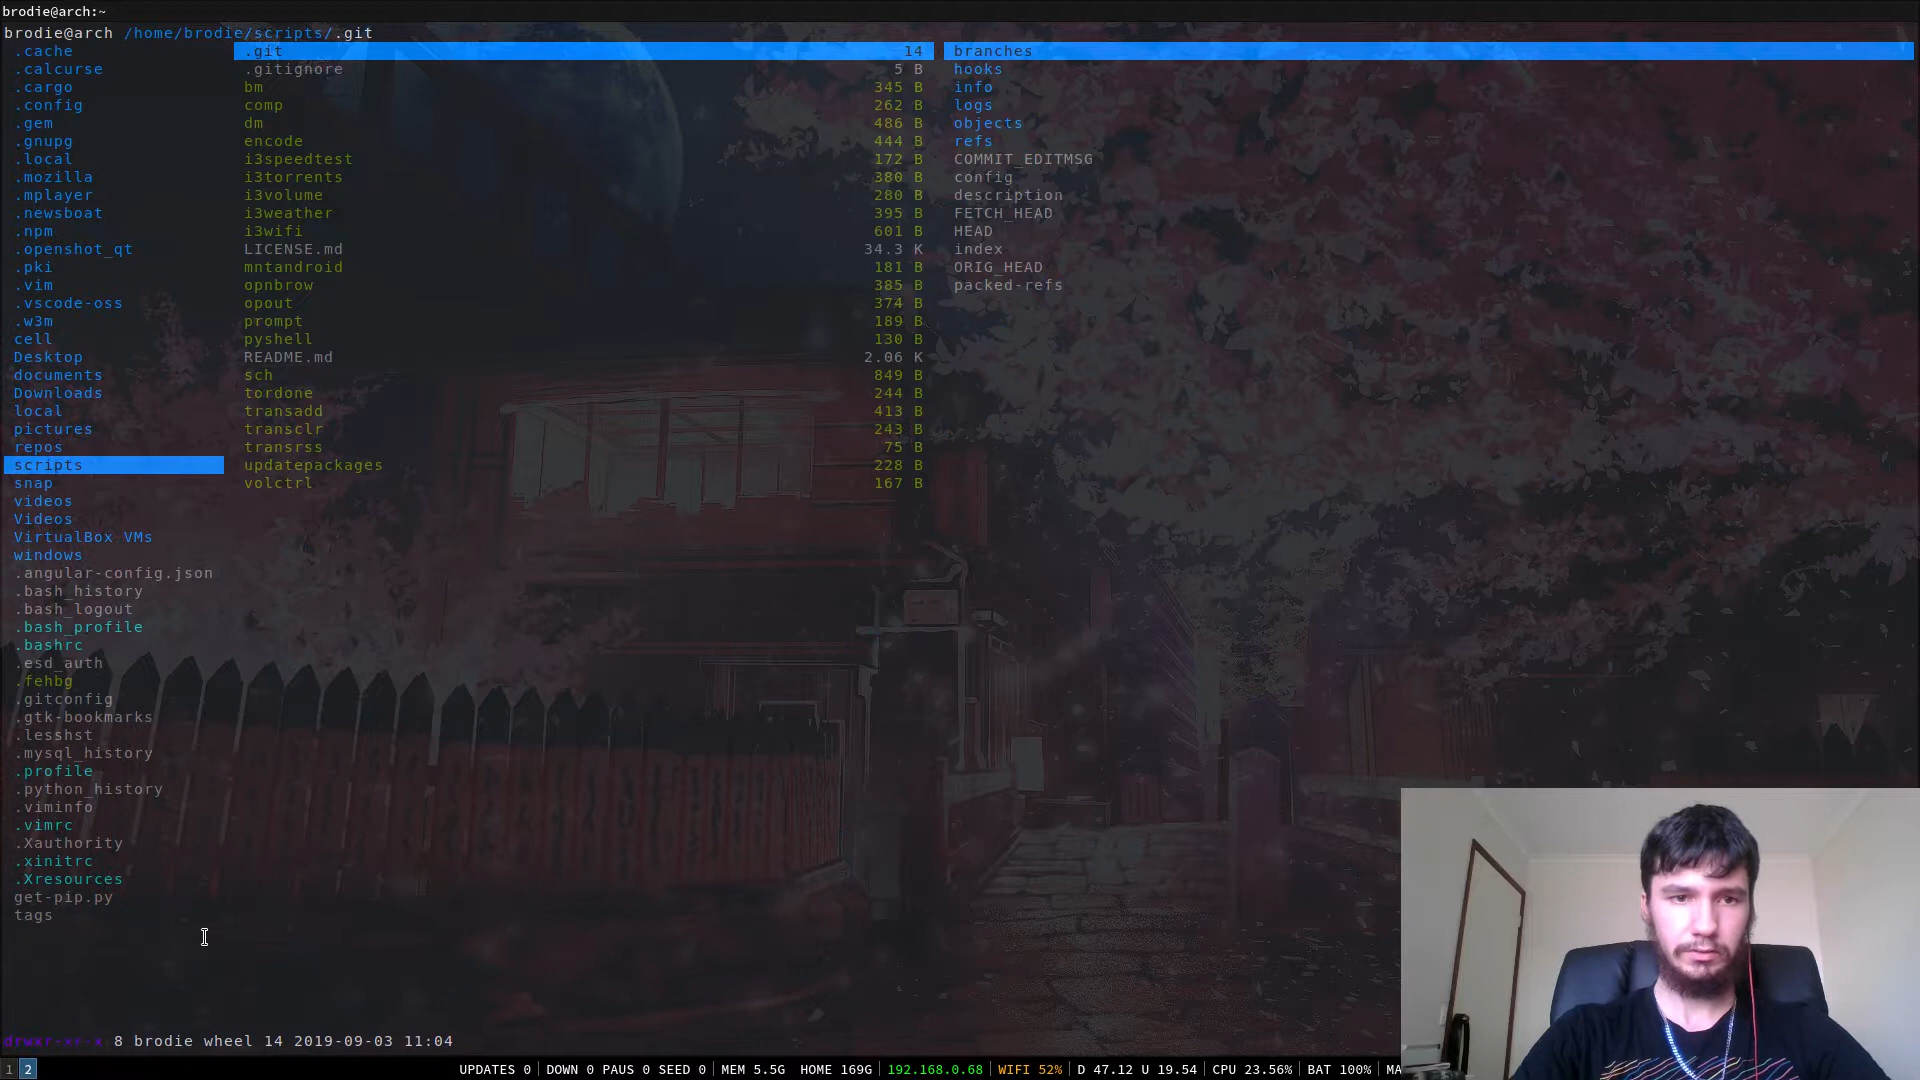 brodie@arch:~
brodie@arch /home/brodie/scripts/.git
.cache .git 14 branches
.calcurse .gitignore 5 B hooks
.cargo bm 345 B info
.config comp 262 B logs
.gem dm 486 B objects
.gnupg encode 444 B refs
.local i3speedtest 172 B COMMIT_EDITMSG
.mozilla i3torrents 380 B config
.mplayer i3volume 280 B description
.newsboat i3weather 395 B FETCH_HEAD
.npm i3wifi 601 B HEAD
.openshot_qt LICENSE.md 34.3 K index
.pki mntandroid 181 B ORIG_HEAD
.vim opnbrow 385 B packed-refs
.vscode-oss opout 374 B
.w3m prompt 189 B
cell pyshell 130 B
Desktop README.md 2.06 K
documents sch 849 B
Downloads tordone 244 B
local transadd 413 B
pictures transclr 243 B
repos transrss 75 B
scripts updatepackages 228 B
snap volctrl 167 B
videos
Videos
VirtualBox VMs
windows
.angular-config.json
.bash_history
.bash_logout
.bash_profile
.bashrc
.esd_auth
.fehbg
.gitconfig
.gtk-bookmarks
.lesshst
.mysql_history
.profile
.python_history
.viminfo
.vimrc
.Xauthority
.xinitrc
.Xresources
get-pip.py
tags
drwxr-xr-x 8 brodie wheel 14 2019-09-03 11:04
1 2 UPDATES 0 DOWN 0 PAUS 0 SEED 0 MEM 5.5G HOME 169G 192.168.0.68 WIFI 52% D 47.12 U 19.54 CPU 23.56% BAT 100% MA